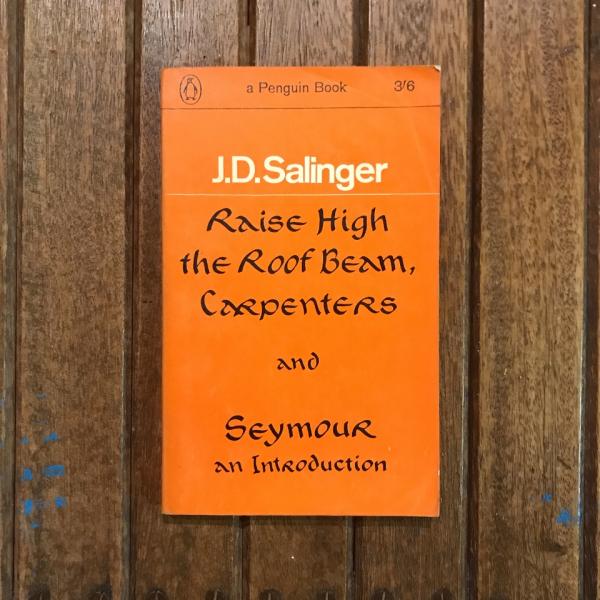 a Penguin Book 3/6
J.D. Salinger
Raise High
the Roof Beam,
Carpenters
and
Seymour
an Introduction